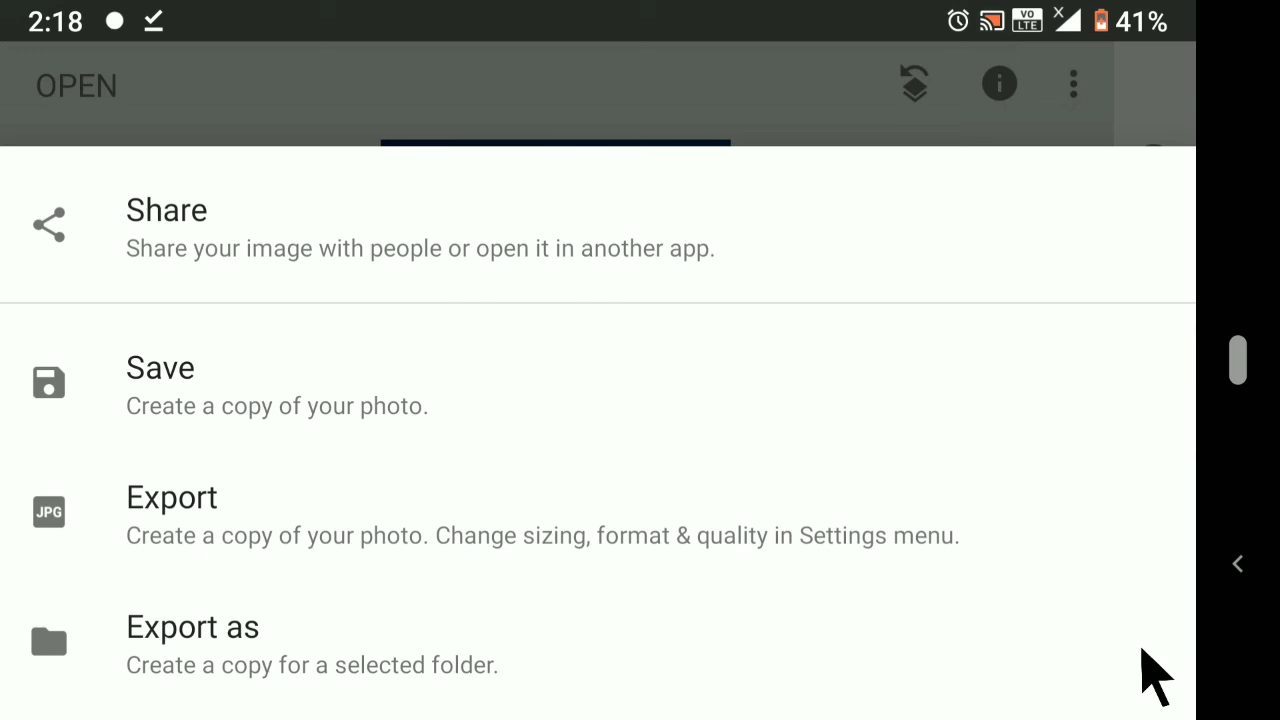 2:18
VO LTE
X
41%
OPEN
Share
Share your image with people or open it in another app.
Save
Create a copy of your photo.
JPG
Export
Create a copy of your photo. Change sizing, format & quality in Settings menu.
Export as
Create a copy for a selected folder.